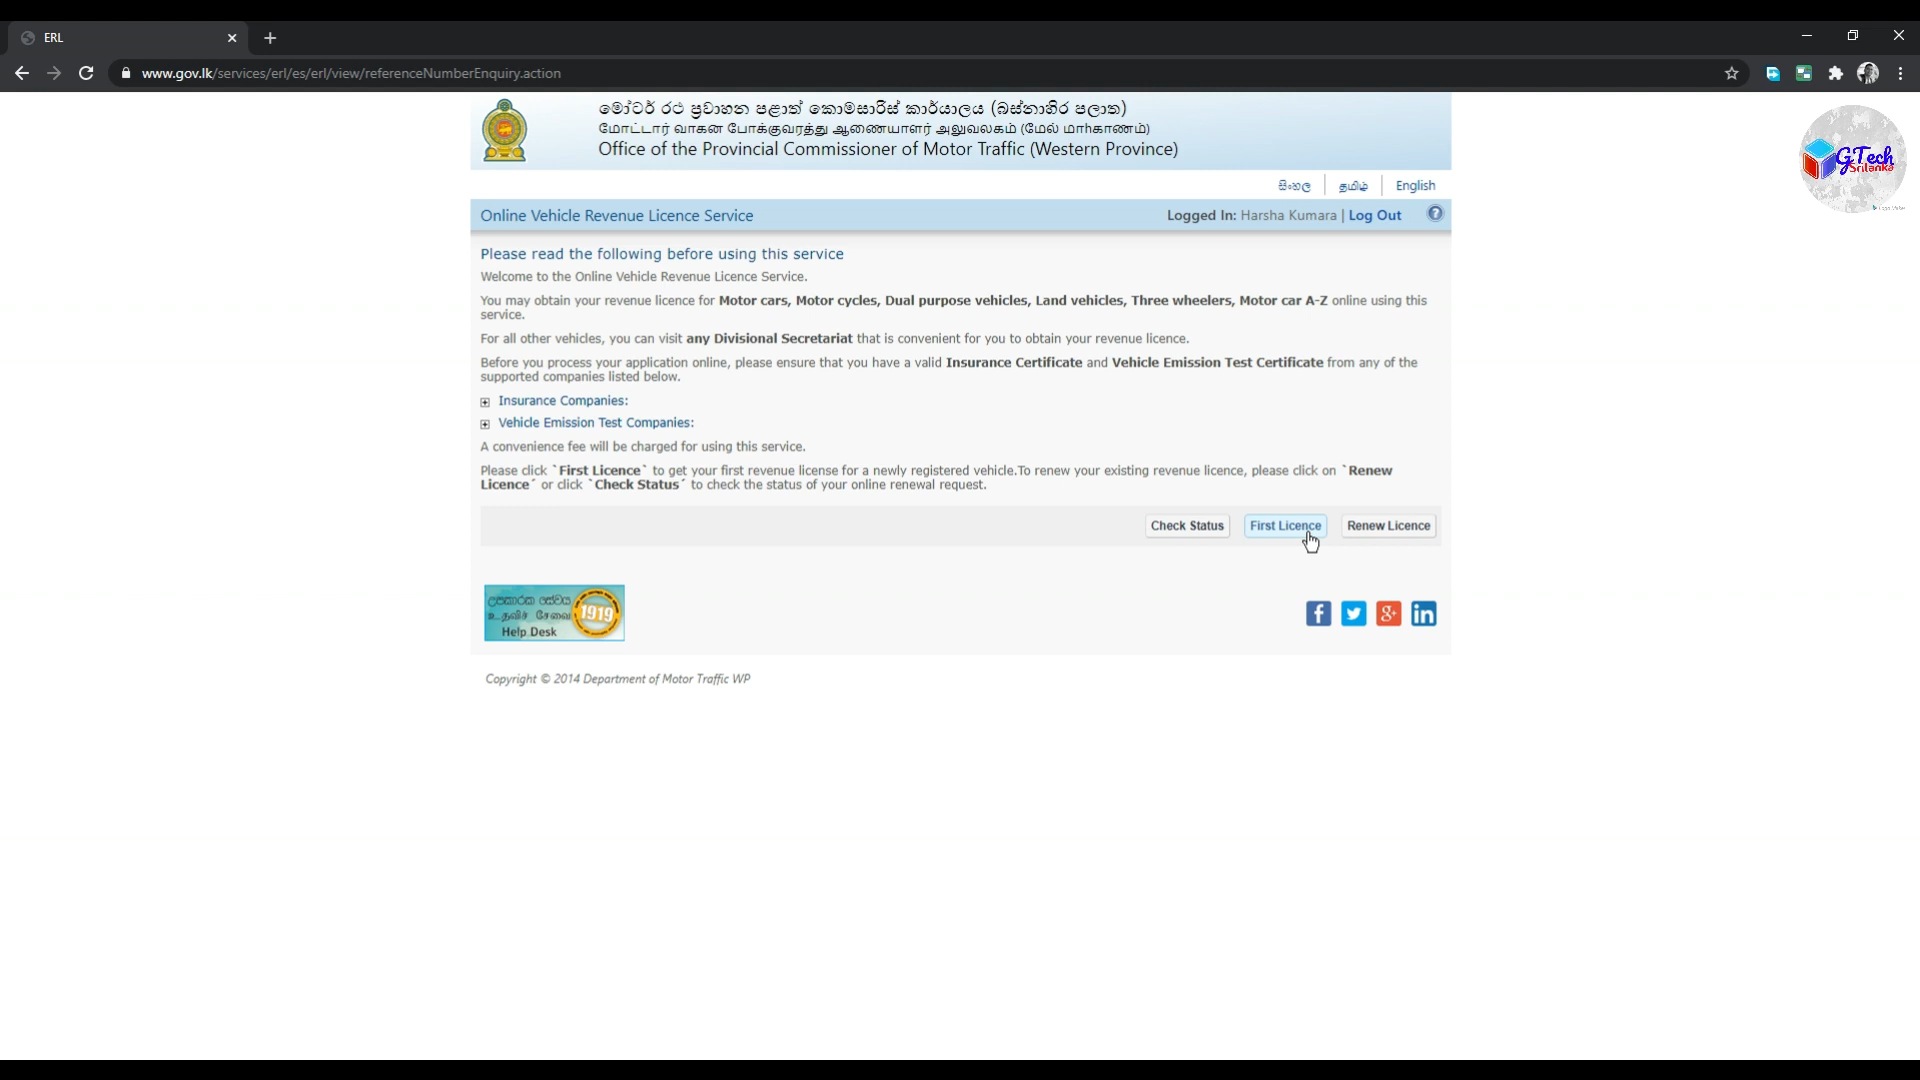 ERL
www.gov.lk/services/erl/es/erl/view/referenceNumberEnquiry.action
මෝටර් රථ ප්‍රවාහන පළාත් කොමසාරිස් කාර්යාලය (බස්නාහිර පලාත)
மோட்டார் வாகன போக்குவரத்து ஆணையாளர் அலுவலகம் (மேல் மாகாணம்)
Office of the Provincial Commissioner of Motor Traffic (Western Province)
GTech
Srilanka
සිංහල தமிழ் English
Online Vehicle Revenue Licence Service Logged In: Harsha Kumara | Log Out ?
Please read the following before using this service
Welcome to the Online Vehicle Revenue Licence Service.
You may obtain your revenue licence for Motor cars, Motor cycles, Dual purpose vehicles, Land vehicles, Three wheelers, Motor car A-Z online using this
service.
For all other vehicles, you can visit any Divisional Secretariat that is convenient for you to obtain your revenue licence.
Before you process your application online, please ensure that you have a valid Insurance Certificate and Vehicle Emission Test Certificate from any of the
supported companies listed below.
Insurance Companies:
Vehicle Emission Test Companies:
A convenience fee will be charged for using this service.
Please click `First Licence` to get your first revenue license for a newly registered vehicle.To renew your existing revenue licence, please click on `Renew
Licence´ or click `Check Status´ to check the status of your online renewal request.
Check Status First Licence Renew Licence
උපකාරක සේවය
உதவிச் சேவை 1919
Help Desk
Copyright © 2014 Department of Motor Traffic WP